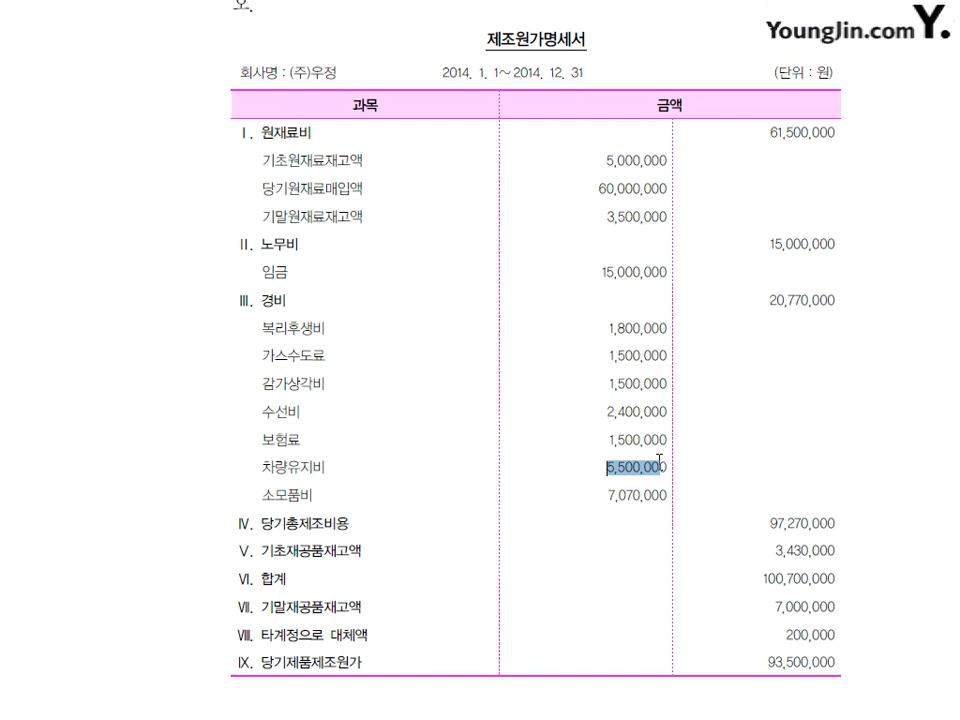 오.
YoungJin.com Y.
제조원가명세서
회사명 : (주)우정 2014. 1. 1~2014. 12. 31 (단위 : 원)
과목 금액
Ⅰ. 원재료비 61,500,000
기초원재료재고액 5,000,000
당기원재료매입액 60,000,000
기말원재료재고액 3,500,000
Ⅱ. 노무비 15,000,000
임금 15,000,000
Ⅲ. 경비 20,770,000
복리후생비 1,800,000
가스수도료 1,500,000
감가상각비 1,500,000
수선비 2,400,000
보험료 1,500,000
차량유지비 5,500,000
소모품비 7,070,000
Ⅳ. 당기총제조비용 97,270,000
Ⅴ. 기초재공품재고액 3,430,000
Ⅵ. 합계 100,700,000
Ⅶ. 기말재공품재고액 7,000,000
Ⅷ. 타계정으로 대체액 200,000
Ⅸ. 당기제품제조원가 93,500,000